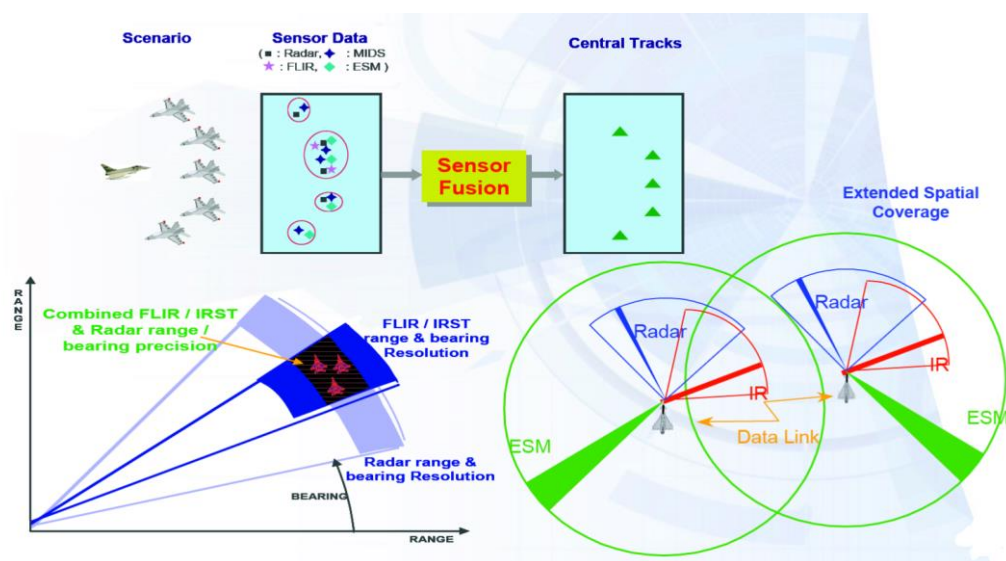 Scenario
Sensor Data
(■ : Radar, ✦ : MIDS
★ : FLIR, ◆ : ESM )
Central Tracks
Sensor
Fusion
Extended Spatial
Coverage
RANGE
Combined FLIR / IRST
& Radar range /
bearing precision
FLIR / IRST
range & bearing
Resolution
Radar range &
bearing Resolution
BEARING
RANGE
Radar
IR
ESM
Data Link
Radar
IR
ESM